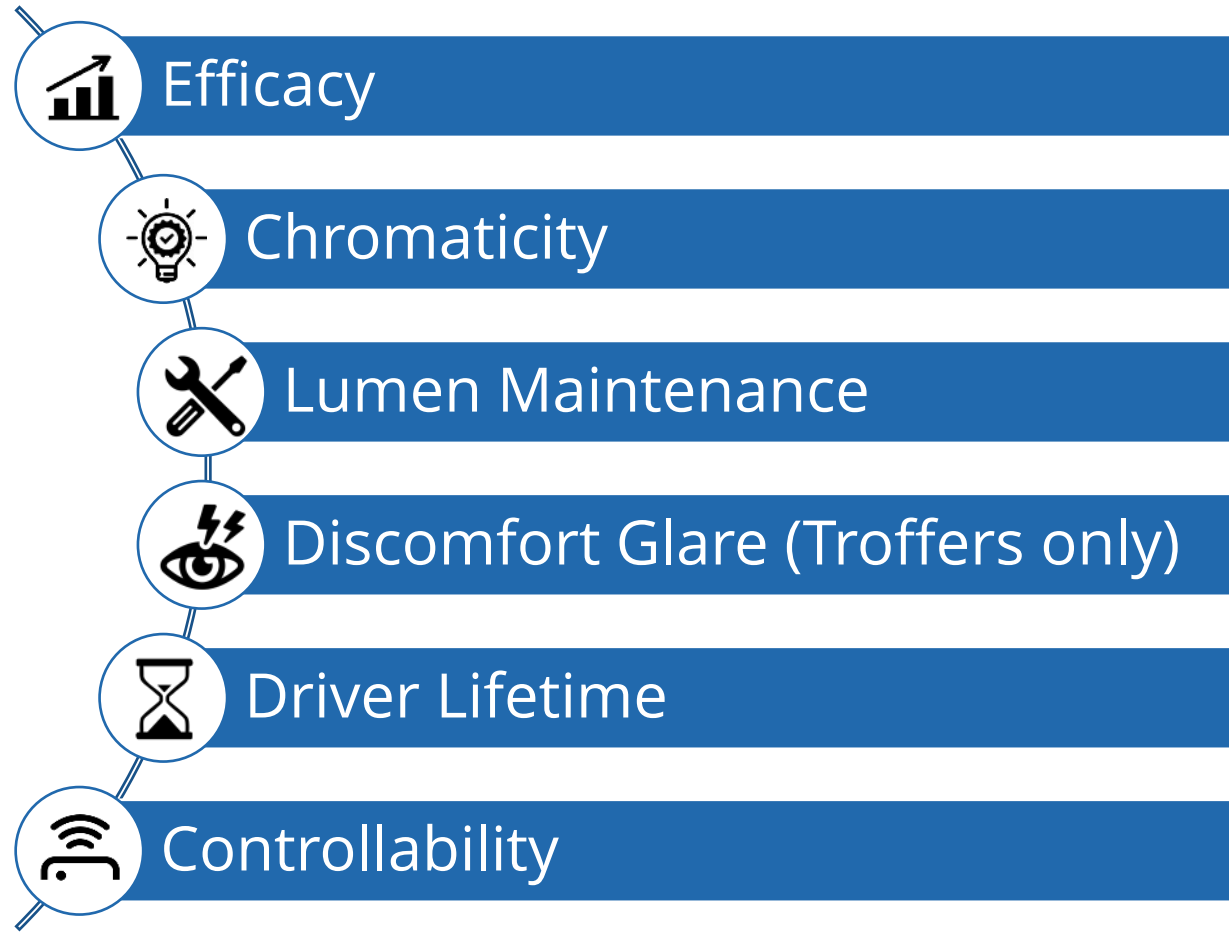 Efficacy
Chromaticity
Lumen Maintenance
Discomfort Glare (Troffers only)
Driver Lifetime
Controllability